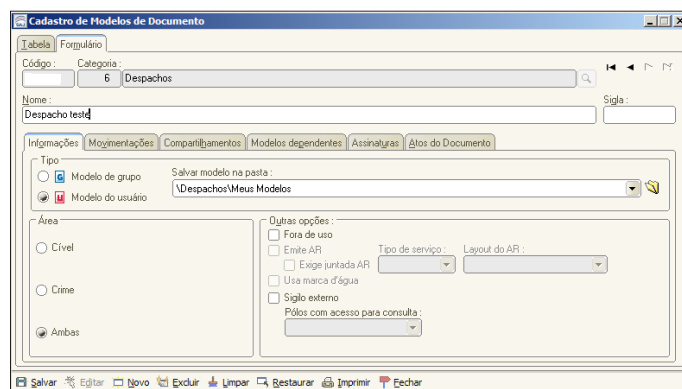 Cadastro de Modelos de Documento
Tabela Formulário
Código : Categoria :
6 Despachos
Nome : Sigla :
Despacho teste
Informações Movimentações Compartilhamentos Modelos dependentes Assinaturas Atos do Documento
Tipo
G Modelo de grupo
U Modelo do usuário
Salvar modelo na pasta :
\Despachos\Meus Modelos
Área
Cível
Crime
Ambas
Outras opções :
Fora de uso
Emite AR Tipo de serviço : Layout do AR :
Exige juntada AR
Usa marca d'água
Sigilo externo
Pólos com acesso para consulta :
Salvar Editar Novo Excluir Limpar Restaurar Imprimir Fechar